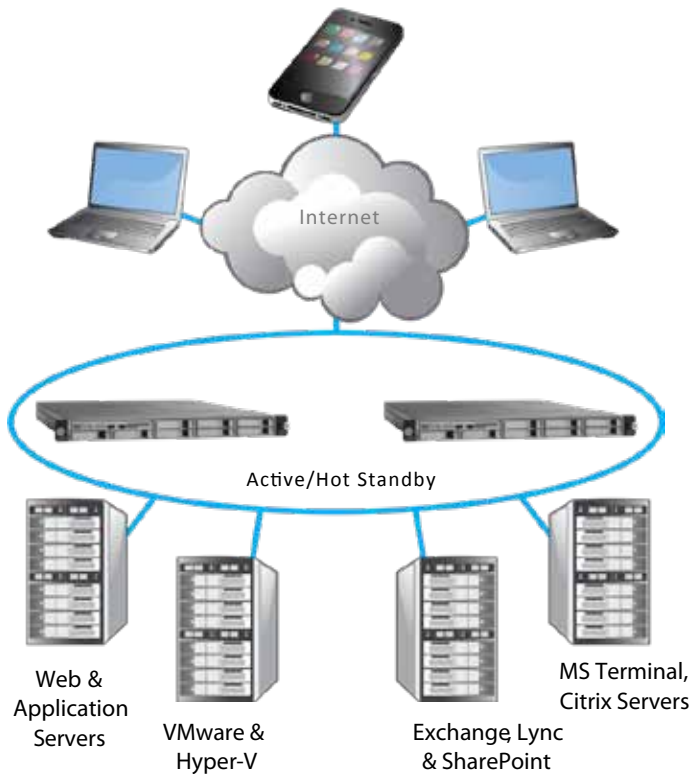 Internet
Active/Hot Standby
Web &
Application
Servers
VMware &
Hyper-V
Exchange, Lync
& SharePoint
MS Terminal,
Citrix Servers